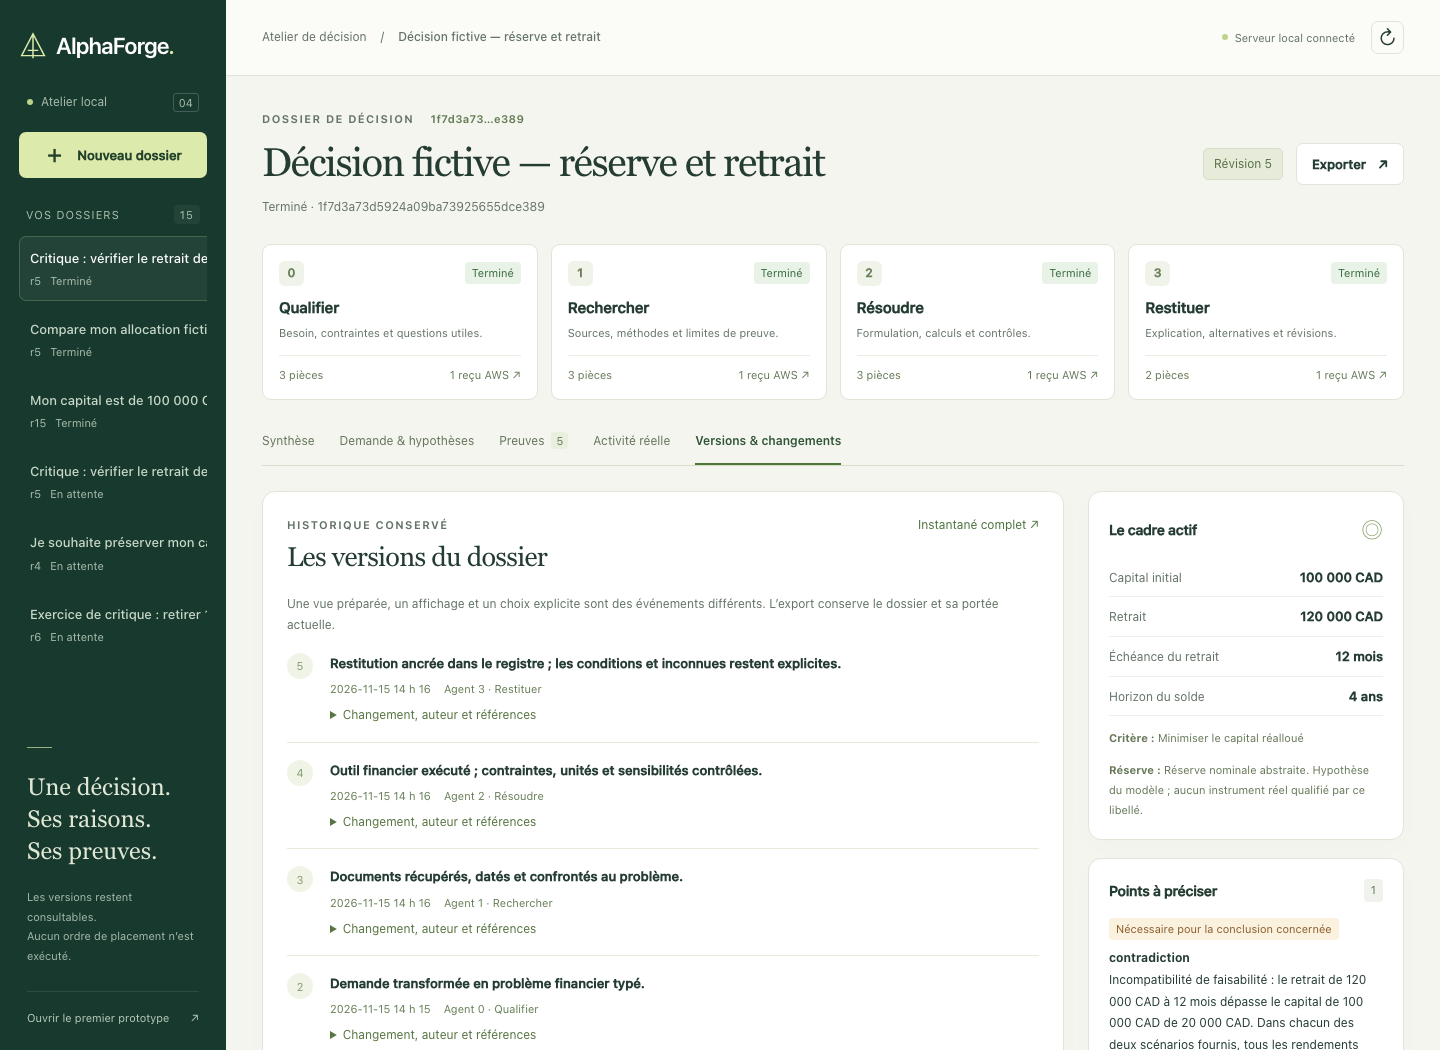 AlphaForge.
Atelier local 04
Nouveau dossier
VOS DOSSIERS 15
Critique : vérifier le retrait de
r5 Terminé
Compare mon allocation ficti
r5 Terminé
Mon capital est de 100 000
r15 Terminé
Critique : vérifier le retrait de
r5 En attente
Je souhaite préserver mon
r4 En attente
Exercice de critique : retirer
r6 En attente
Une décision.
Ses raisons.
Ses preuves.
Les versions restent
consultables.
Aucun ordre de placement n'est
exécuté.
Ouvrir le premier prototype ↗
Atelier de décision / Décision fictive — réserve et retrait
Serveur local connecté
DOSSIER DE DÉCISION 1f7d3a73…e389
Décision fictive — réserve et retrait
Terminé · 1f7d3a73d5924a09ba73925655dce389
Révision 5
Exporter ↗
0 Terminé
Qualifier
Besoin, contraintes et questions utiles.
3 pièces 1 reçu AWS ↗
1 Terminé
Rechercher
Sources, méthodes et limites de preuve.
3 pièces 1 reçu AWS ↗
2 Terminé
Résoudre
Formulation, calculs et contrôles.
3 pièces 1 reçu AWS ↗
3 Terminé
Restituer
Explication, alternatives et révisions.
2 pièces 1 reçu AWS ↗
Synthèse Demande & hypothèses Preuves 5 Activité réelle Versions & changements
HISTORIQUE CONSERVÉ
Instantané complet ↗
Les versions du dossier
Une vue préparée, un affichage et un choix explicite sont des événements différents. L'export conserve le dossier et sa portée
actuelle.
5 Restitution ancrée dans le registre ; les conditions et inconnues restent explicites.
2026-11-15 14 h 16 Agent 3 · Restituer
▶ Changement, auteur et références
4 Outil financier exécuté ; contraintes, unités et sensibilités contrôlées.
2026-11-15 14 h 16 Agent 2 · Résoudre
▶ Changement, auteur et références
3 Documents récupérés, datés et confrontés au problème.
2026-11-15 14 h 16 Agent 1 · Rechercher
▶ Changement, auteur et références
2 Demande transformée en problème financier typé.
2026-11-15 14 h 15 Agent 0 · Qualifier
▶ Changement, auteur et références
Le cadre actif
Capital initial 100 000 CAD
Retrait 120 000 CAD
Échéance du retrait 12 mois
Horizon du solde 4 ans
Critère : Minimiser le capital réalloué
Réserve : Réserve nominale abstraite. Hypothèse
du modèle ; aucun instrument réel qualifié par ce
libellé.
Points à préciser 1
Nécessaire pour la conclusion concernée
contradiction
Incompatibilité de faisabilité : le retrait de 120
000 CAD à 12 mois dépasse le capital de 100
000 CAD de 20 000 CAD. Dans chacun des
deux scénarios fournis, tous les rendements